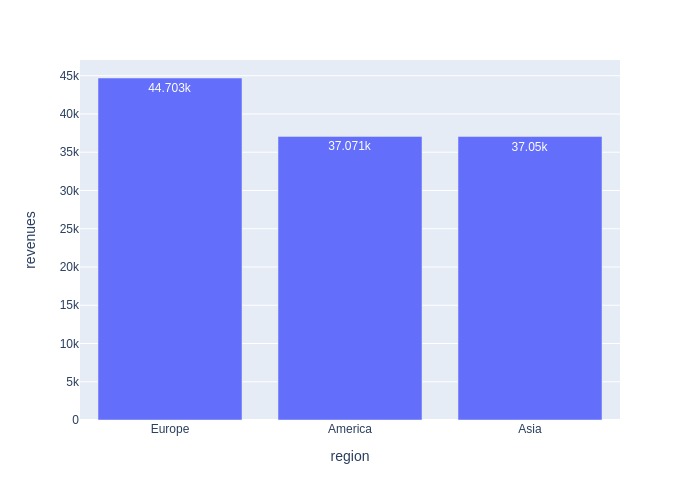 45k
40k
35k
30k
25k
20k
15k
10k
5k
0
revenues
44.703k
37.071k
37.05k
Europe
America
Asia
region